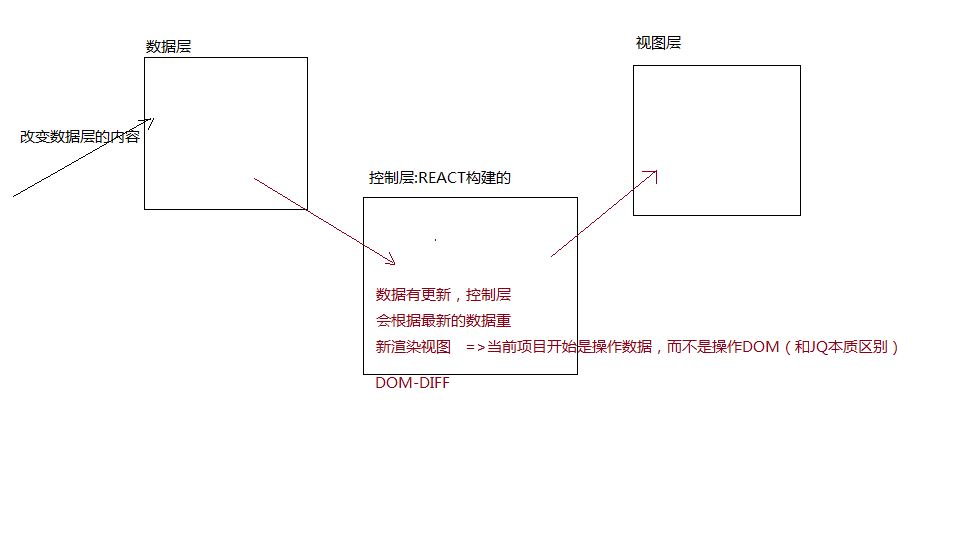 数据层
视图层
改变数据层的内容
控制层:REACT构建的
数据有更新，控制层
会根据最新的数据重
新渲染视图 =>当前项目开始是操作数据，而不是操作DOM（和JQ本质区别）
DOM-DIFF